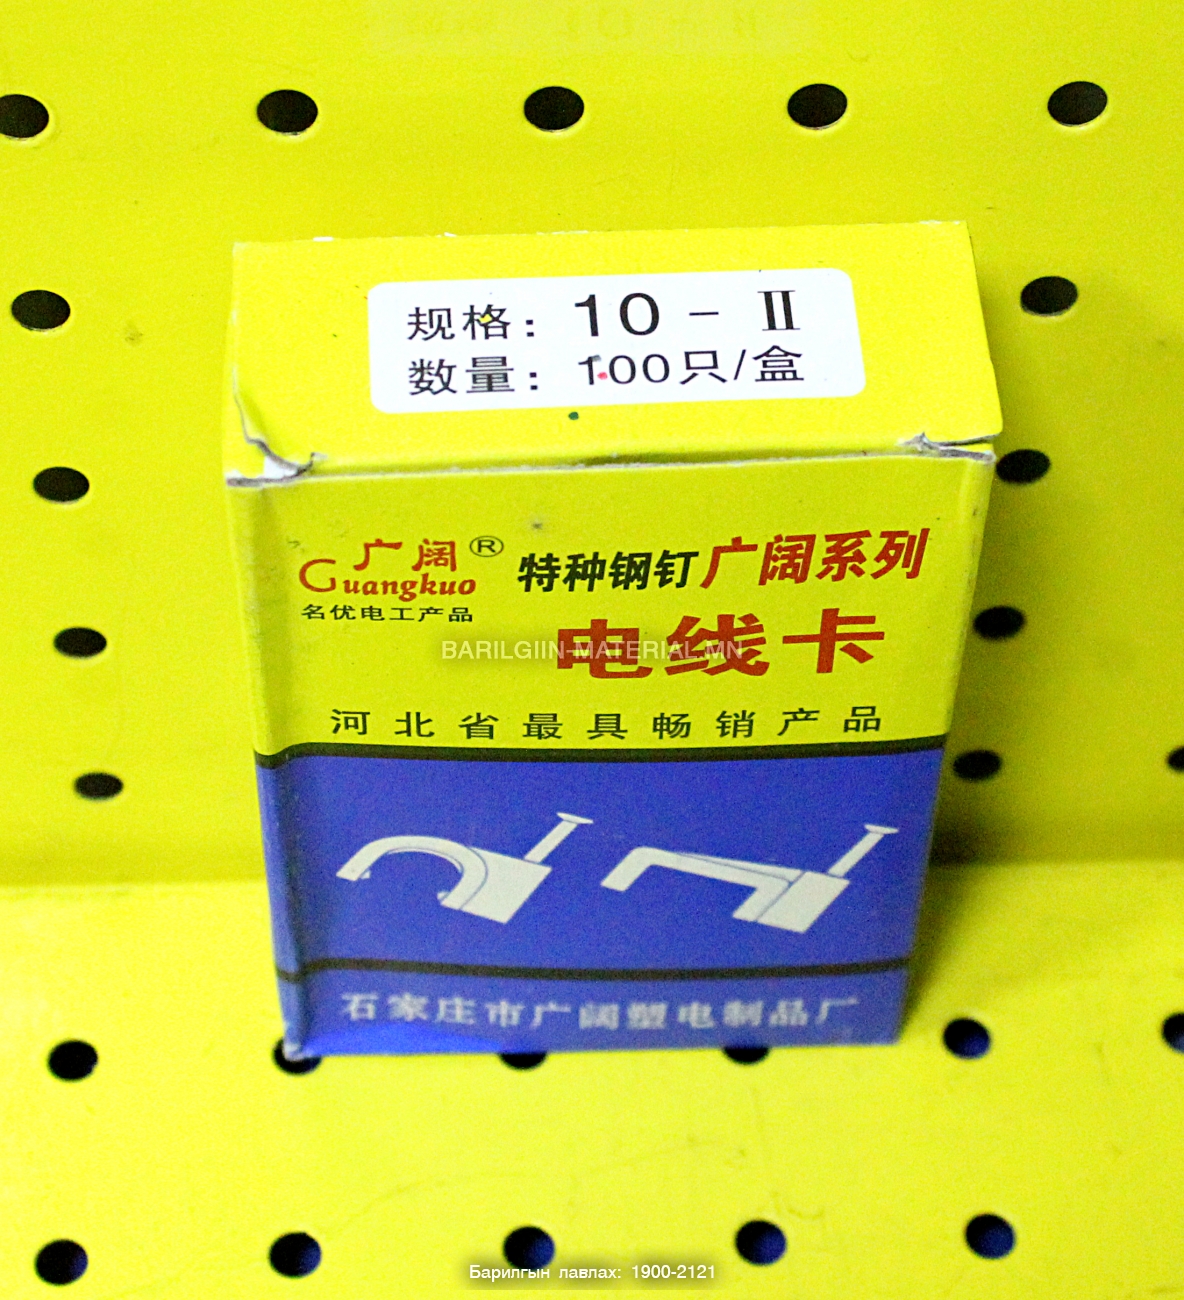 规格：10-Ⅱ
数量：100只/盒
广阔®
Guangkuo
名优电工产品
特种钢钉广阔系列
电线卡
BARILGIIN-MATERIAL.MN
河北省最具畅销产品
石家庄市广阔塑电制品厂
Барилгын лавлах: 1900-2121